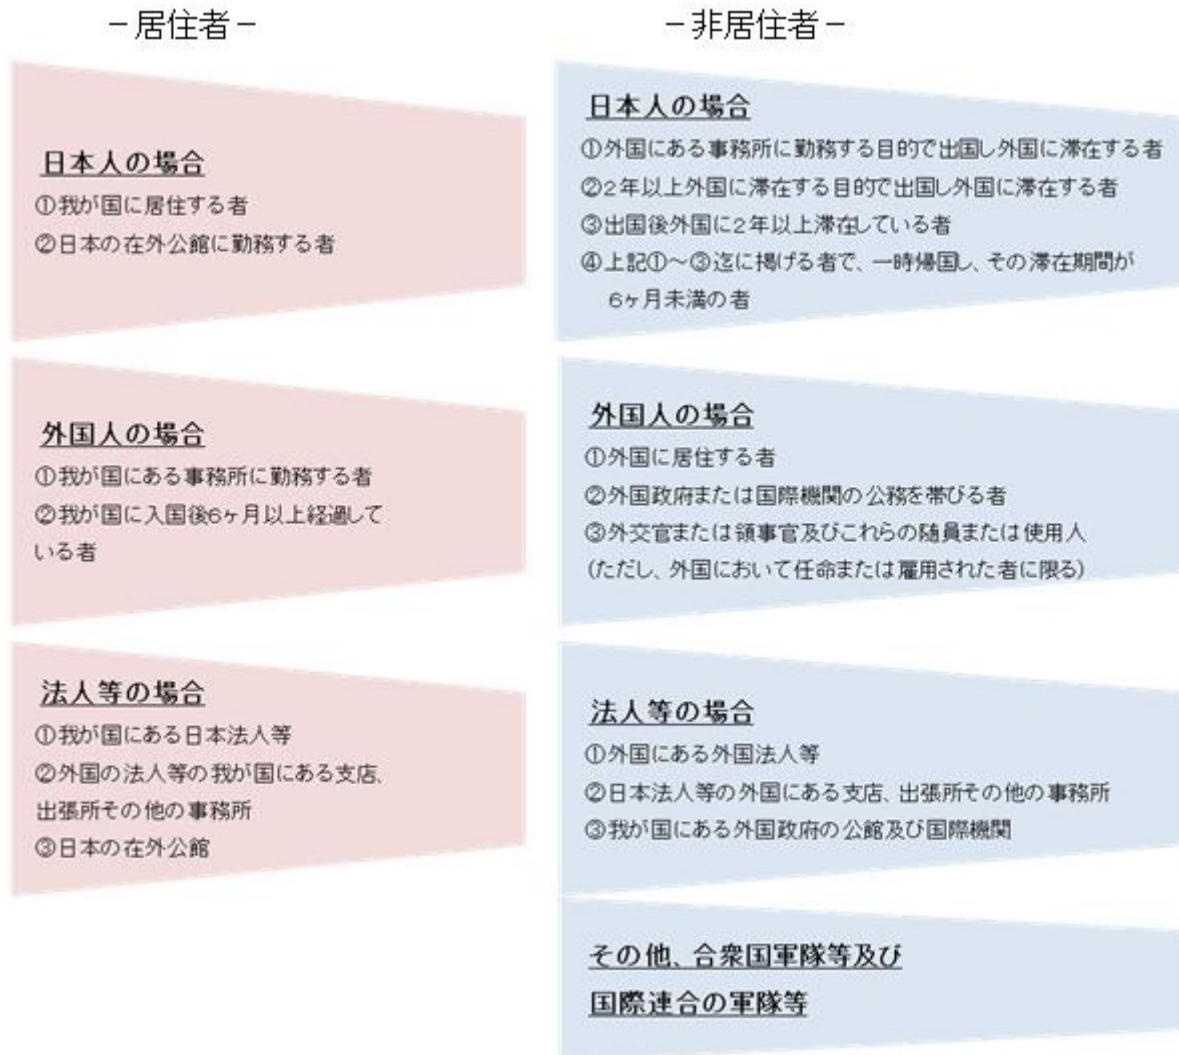 －居住者－
日本人の場合
①我が国に居住する者
②日本の在外公館に勤務する者
外国人の場合
①我が国にある事務所に勤務する者
②我が国に入国後6ヶ月以上経過して
いる者
法人等の場合
①我が国にある日本法人等
②外国の法人等の我が国にある支店、
出張所その他の事務所
③日本の在外公館
－非居住者－
日本人の場合
①外国にある事務所に勤務する目的で出国し外国に滞在する者
②2年以上外国に滞在する目的で出国し外国に滞在する者
③出国後外国に2年以上滞在している者
④上記①～③迄に掲げる者で、一時帰国し、その滞在期間が
6ヶ月未満の者
外国人の場合
①外国に居住する者
②外国政府または国際機関の公務を帯びる者
③外交官または領事官及びこれらの随員または使用人
(ただし、外国において任命または雇用された者に限る)
法人等の場合
①外国にある外国法人等
②日本法人等の外国にある支店、出張所その他の事務所
③我が国にある外国政府の公館及び国際機関
その他、合衆国軍隊等及び
国際連合の軍隊等